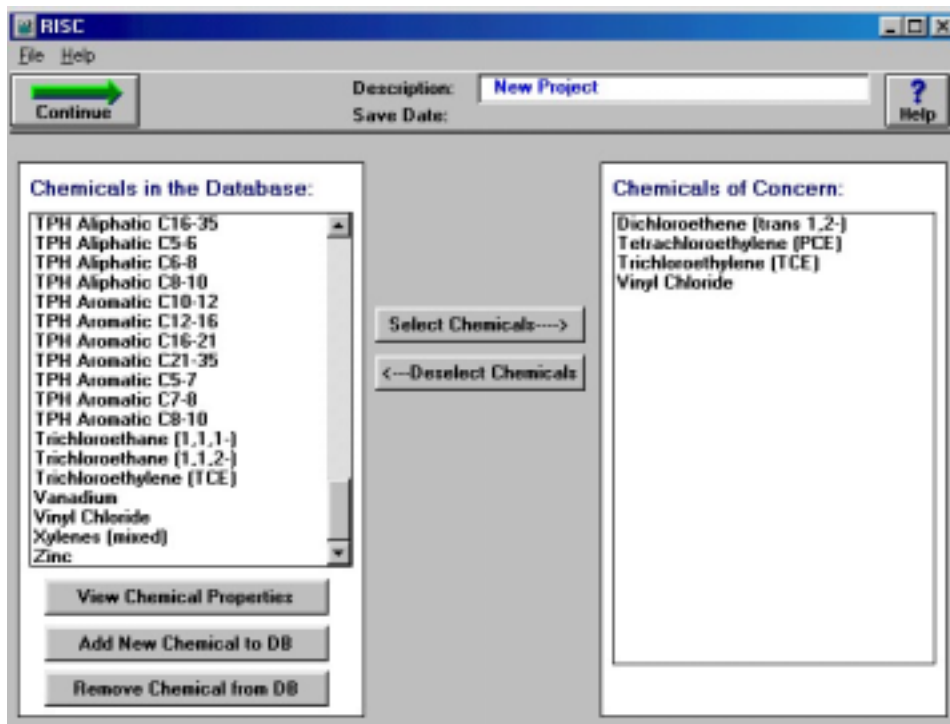 RISC
File Help
Continue
Description: New Project
Save Date:
? Help
Chemicals in the Database:
TPH Aliphatic C16-35
TPH Aliphatic C5-6
TPH Aliphatic C6-8
TPH Aliphatic C8-10
TPH Aromatic C10-12
TPH Aromatic C12-16
TPH Aromatic C16-21
TPH Aromatic C21-35
TPH Aromatic C5-7
TPH Aromatic C7-8
TPH Aromatic C8-10
Trichloroethane (1,1,1-)
Trichloroethane (1,1,2-)
Trichloroethylene (TCE)
Vanadium
Vinyl Chloride
Xylenes (mixed)
Zinc
View Chemical Properties
Add New Chemical to DB
Remove Chemical from DB
Select Chemicals---->
<---Deselect Chemicals
Chemicals of Concern:
Dichloroethene (trans 1,2-)
Tetrachloroethylene (PCE)
Trichloroethylene (TCE)
Vinyl Chloride